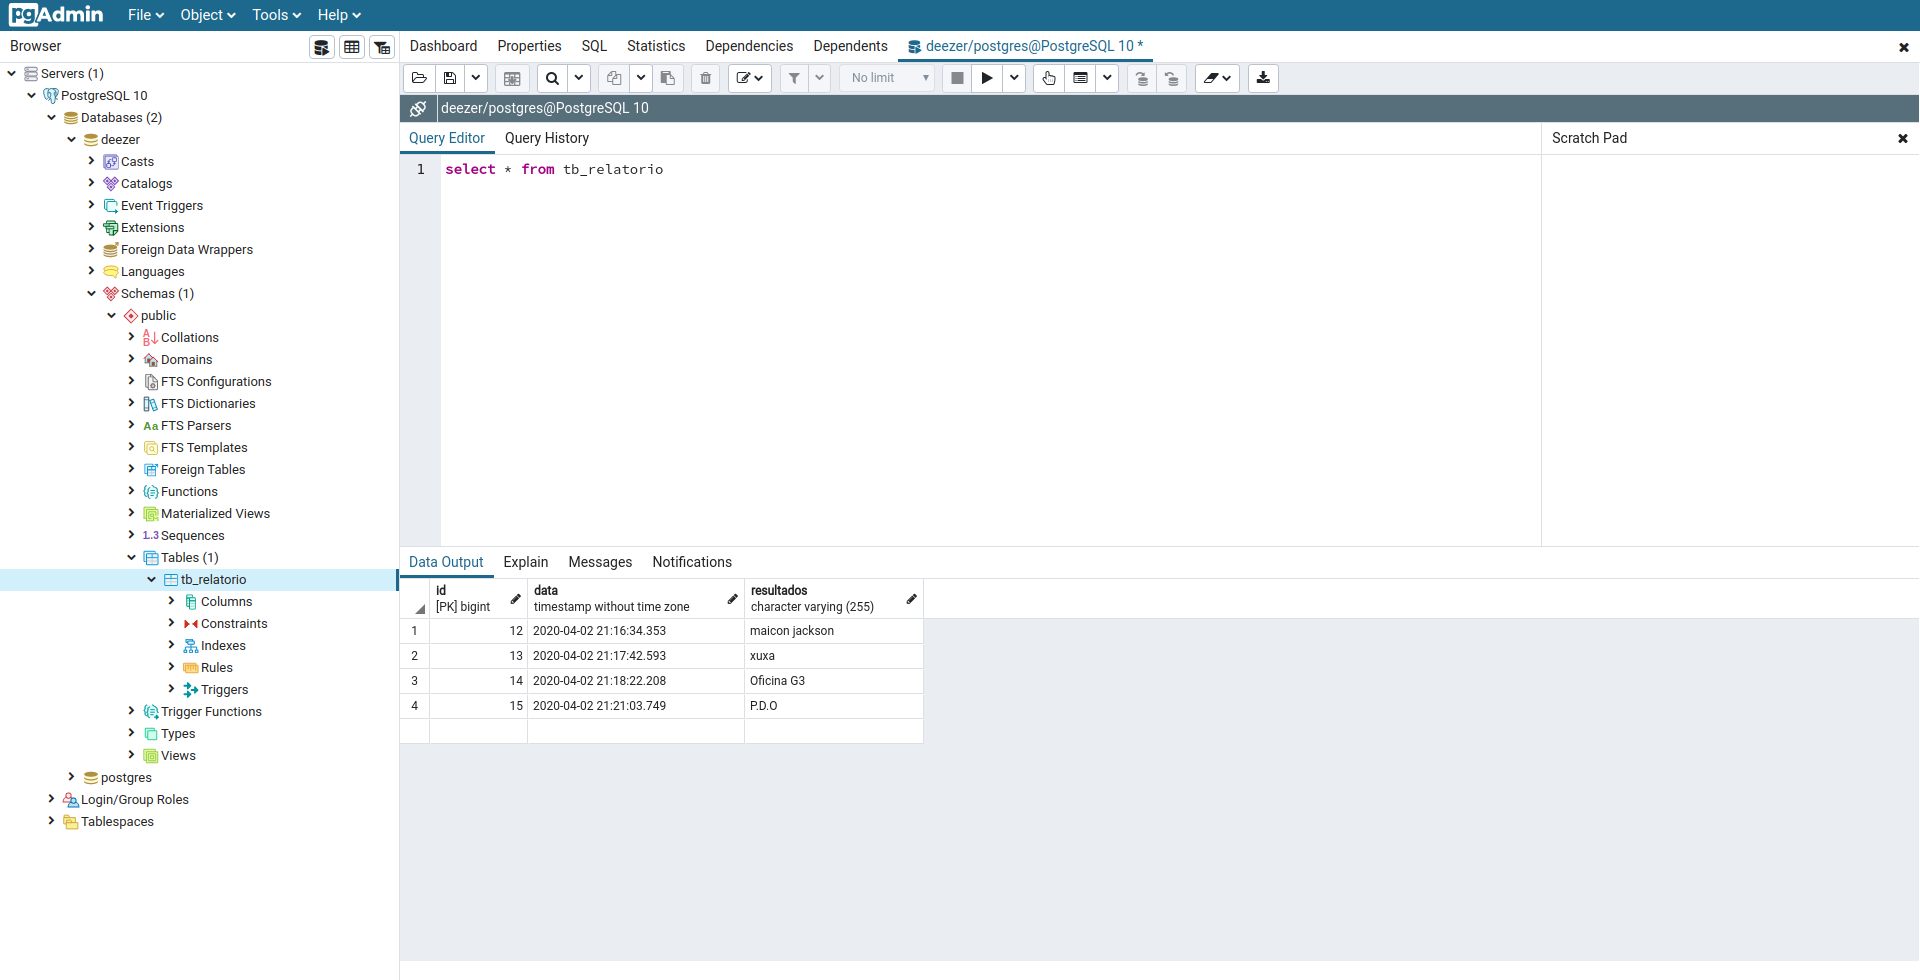 pgAdmin File Object Tools Help
Browser
Dashboard Properties SQL Statistics Dependencies Dependents deezer/postgres@PostgreSQL 10 *
Servers (1)
PostgreSQL 10
Databases (2)
deezer
Casts
Catalogs
Event Triggers
Extensions
Foreign Data Wrappers
Languages
Schemas (1)
public
Collations
Domains
FTS Configurations
FTS Dictionaries
Aa FTS Parsers
FTS Templates
Foreign Tables
Functions
Materialized Views
1..3 Sequences
Tables (1)
tb_relatorio
Columns
Constraints
Indexes
Rules
Triggers
Trigger Functions
Types
Views
postgres
Login/Group Roles
Tablespaces
No limit
deezer/postgres@PostgreSQL 10
Query Editor Query History
Scratch Pad
1 select * from tb_relatorio
Data Output Explain Messages Notifications
id data resultados
[PK] bigint timestamp without time zone character varying (255)
1 12 2020-04-02 21:16:34.353 maicon jackson
2 13 2020-04-02 21:17:42.593 xuxa
3 14 2020-04-02 21:18:22.208 Oficina G3
4 15 2020-04-02 21:21:03.749 P.D.O